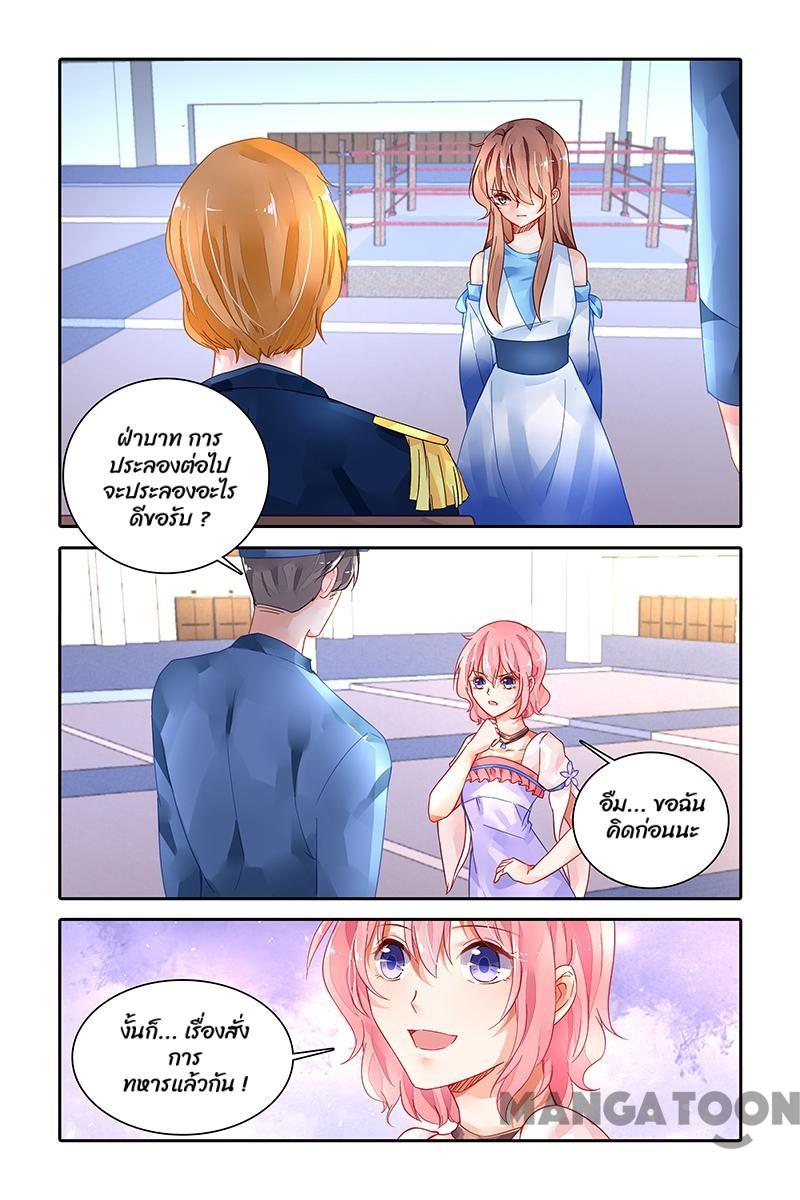 ฝ่าบาท การ
ประลองต่อไป
จะประลองอะไร
ดีขอรับ ?
อืม... ขอฉัน
คิดก่อนนะ
งั้นก็... เรื่องสั่ง
การ
ทหารแล้วกัน !
MANGATOON